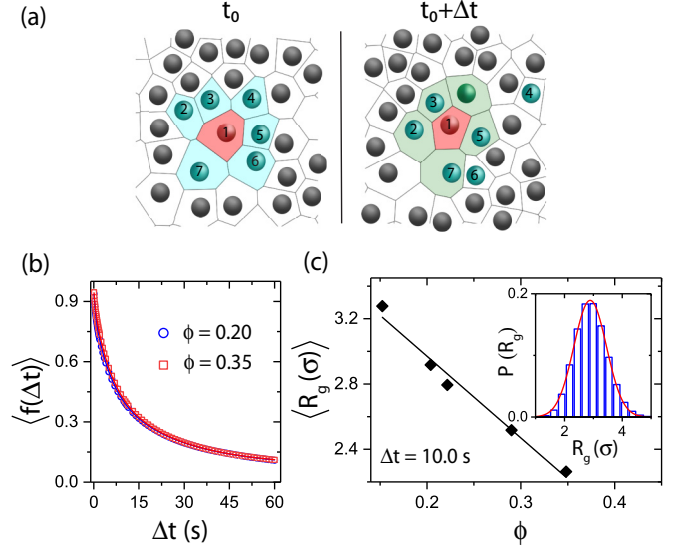 (a)
t₀
t₀+Δt
2
3
4
1
5
6
7
3
4
2
1
5
7
6
(b)
0.9
0.6
0.3
0.0
ϕ = 0.20
ϕ = 0.35
⟨f(Δt)⟩
0 15 30 45 60
Δt (s)
(c)
3.2
2.8
2.4
⟨R_g (σ)⟩
Δt = 10.0 s
0.2 0.3 0.4
ϕ
0.2
0.0
P (R_g)
2 4
R_g (σ)